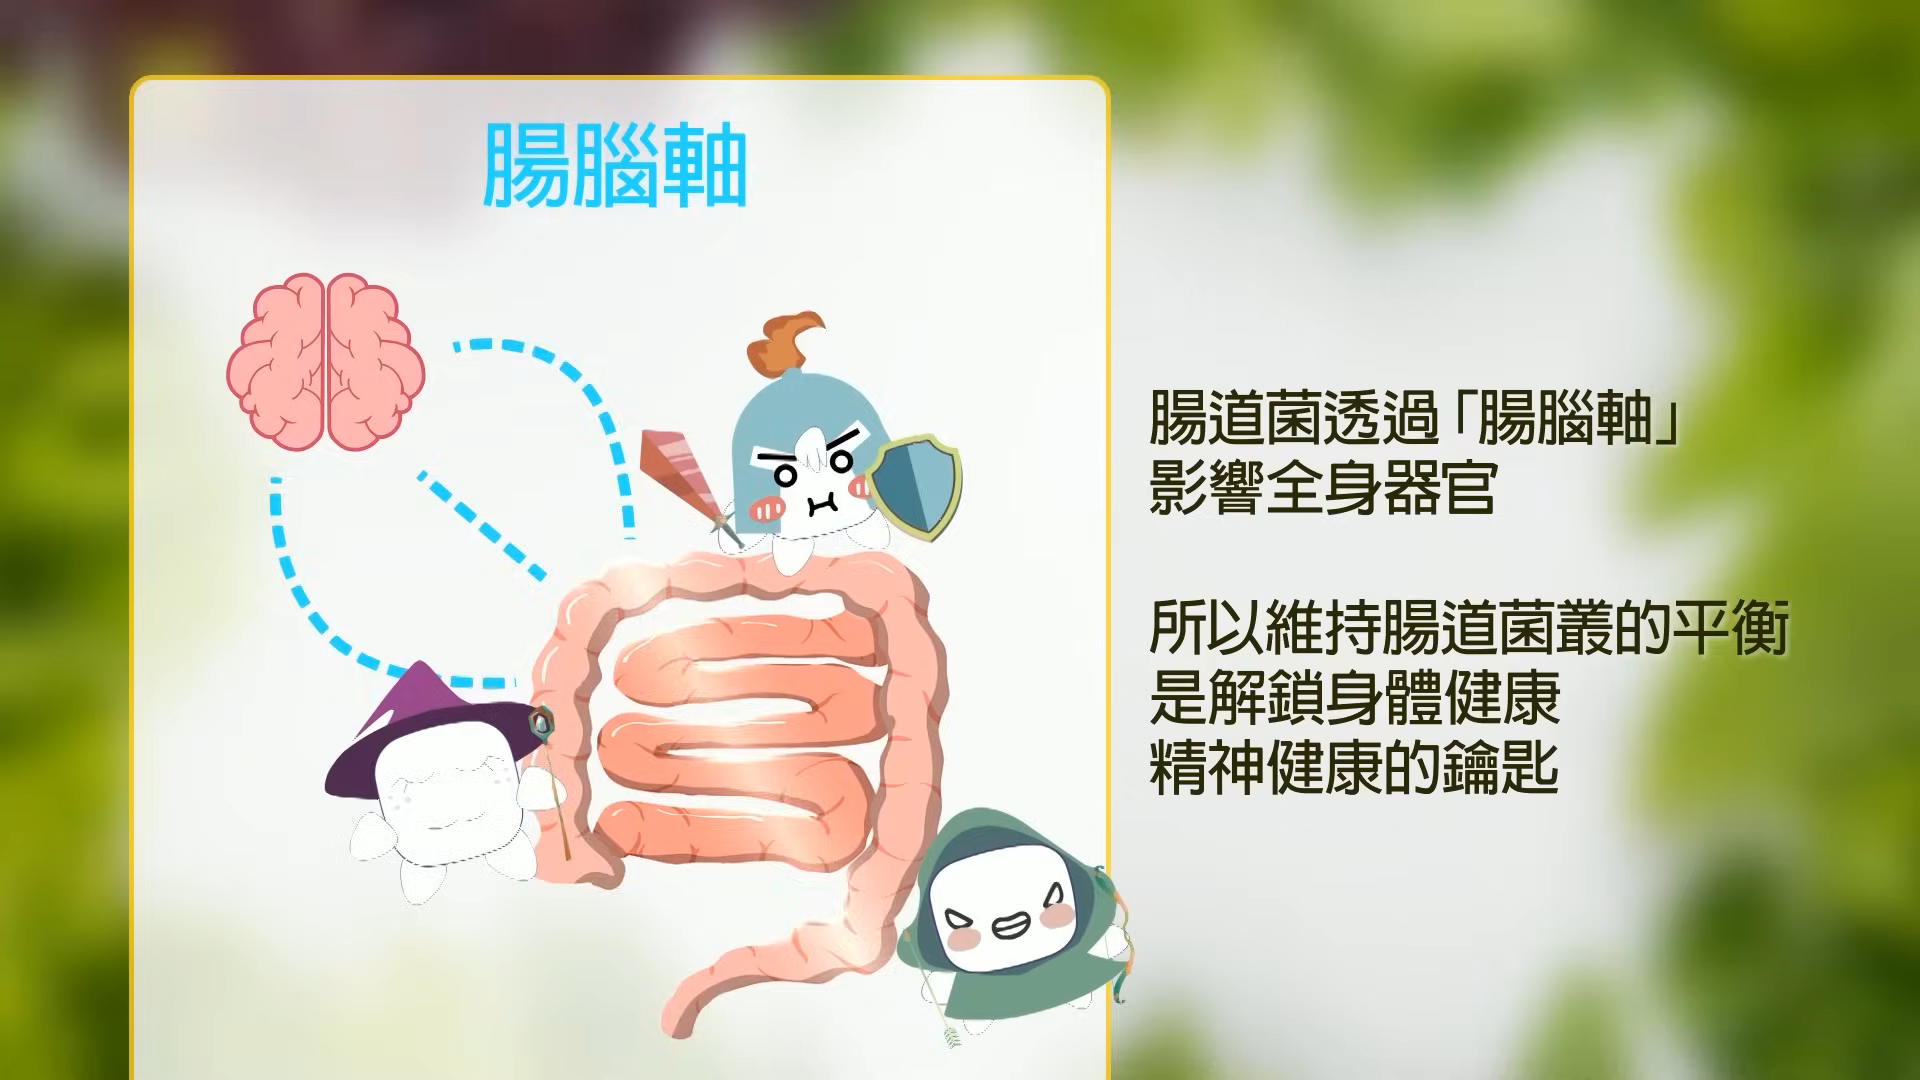 腸腦軸
腸道菌透過「腸腦軸」
影響全身器官
所以維持腸道菌叢的平衡
是解鎖身體健康
精神健康的鑰匙